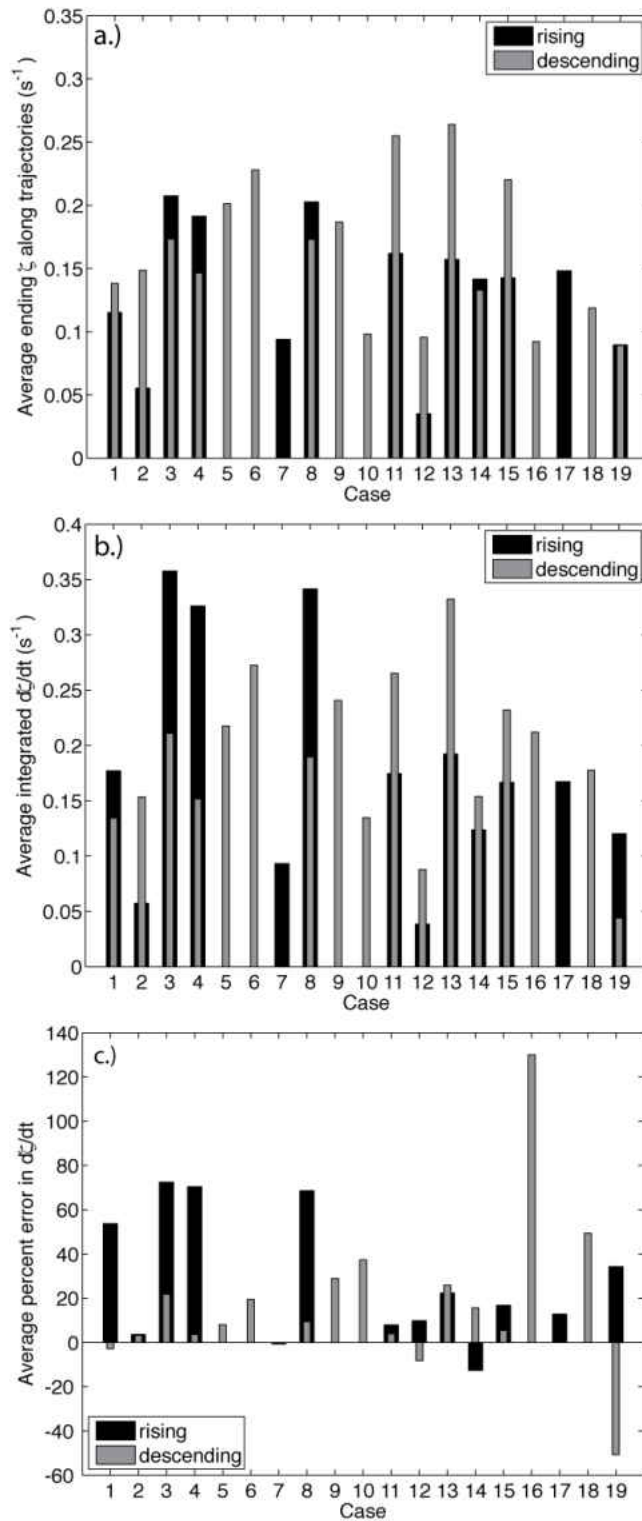 a.)
rising
descending
Average ending ζ along trajectories (s⁻¹)
0.35
0.3
0.25
0.2
0.15
0.1
0.05
0
1 2 3 4 5 6 7 8 9 10 11 12 13 14 15 16 17 18 19
Case
b.)
rising
descending
Average integrated dζ/dt (s⁻¹)
0.4
0.35
0.3
0.25
0.2
0.15
0.1
0.05
0
1 2 3 4 5 6 7 8 9 10 11 12 13 14 15 16 17 18 19
Case
c.)
Average percent error in dζ/dt
140
120
100
80
60
40
20
0
-20
-40
-60
rising
descending
1 2 3 4 5 6 7 8 9 10 11 12 13 14 15 16 17 18 19
Case